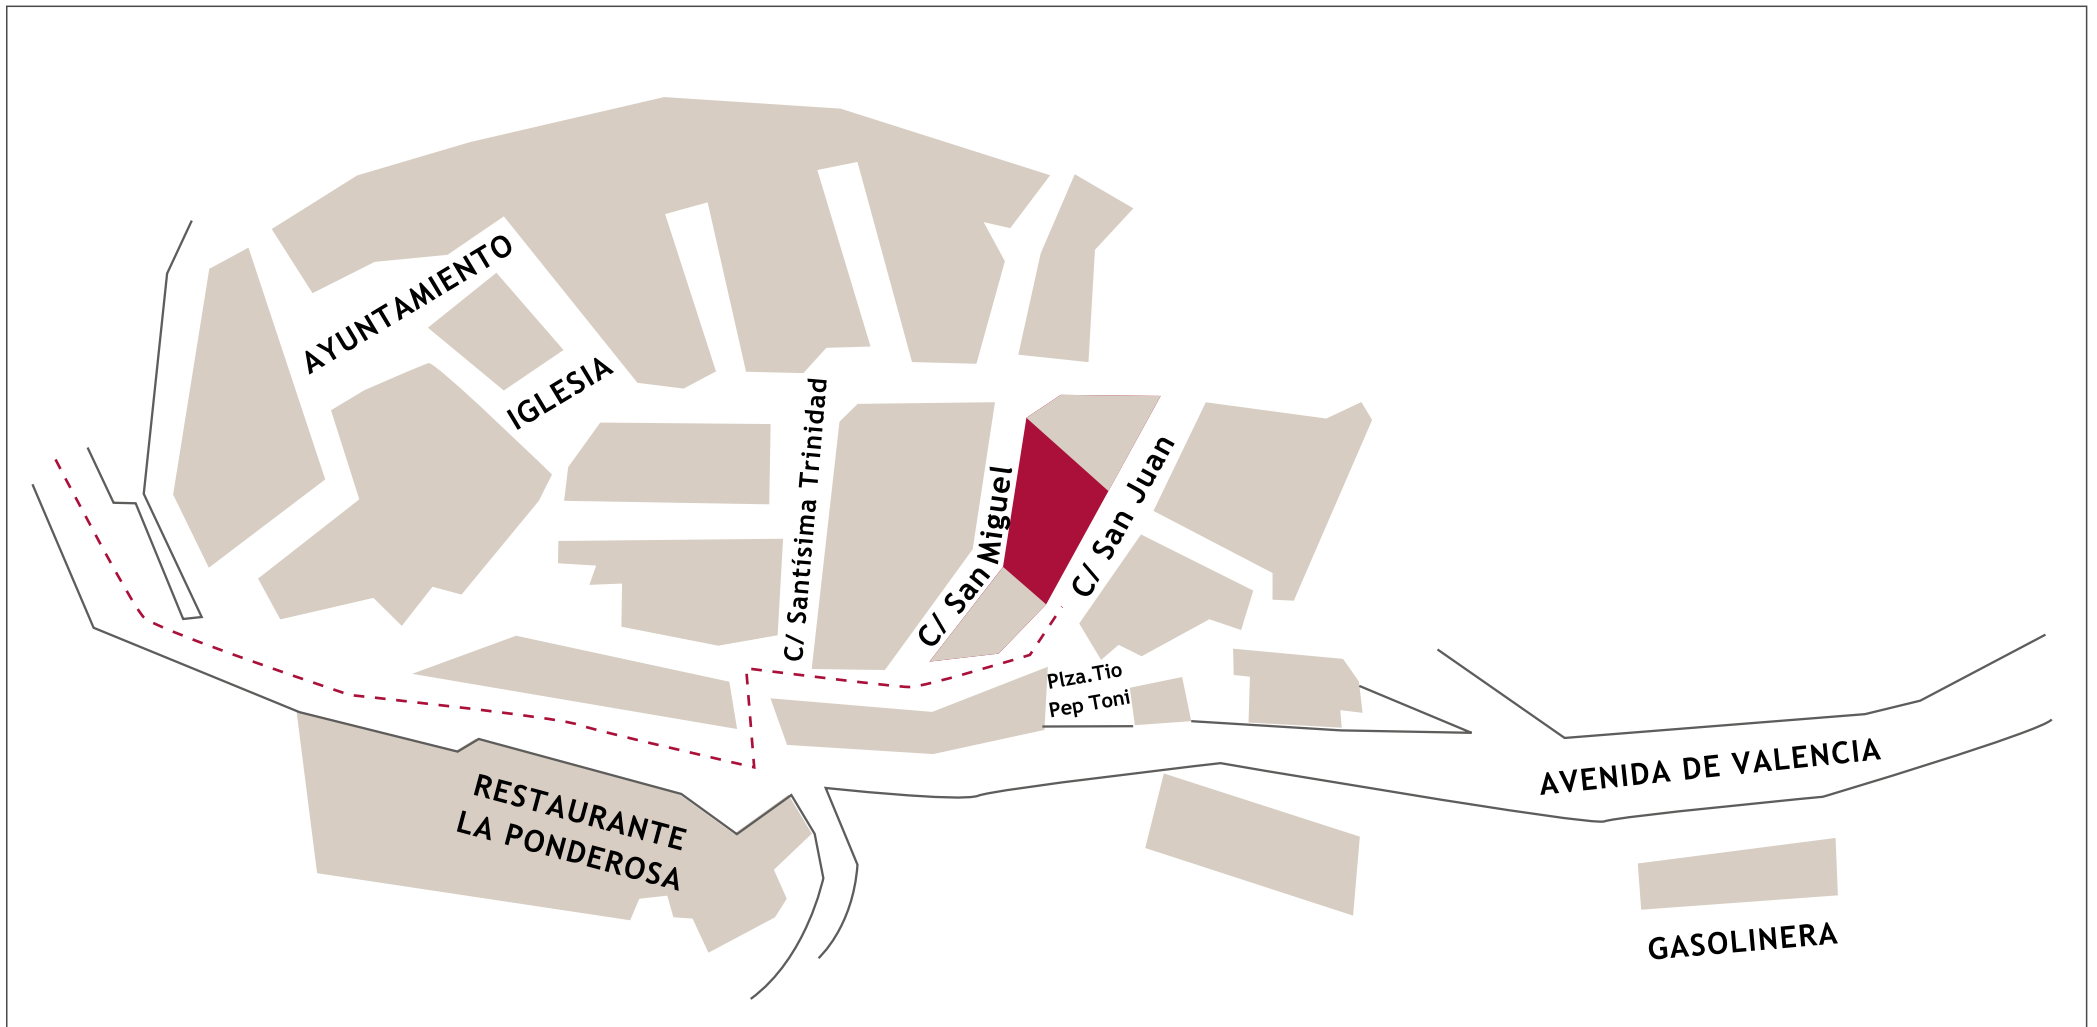 AYUNTAMIENTO
IGLESIA
C/ Santísima Trinidad
C/ San Miguel
C/ San Juan
Plza.Tio
Pep Toni
RESTAURANTE
LA PONDEROSA
AVENIDA DE VALENCIA
GASOLINERA